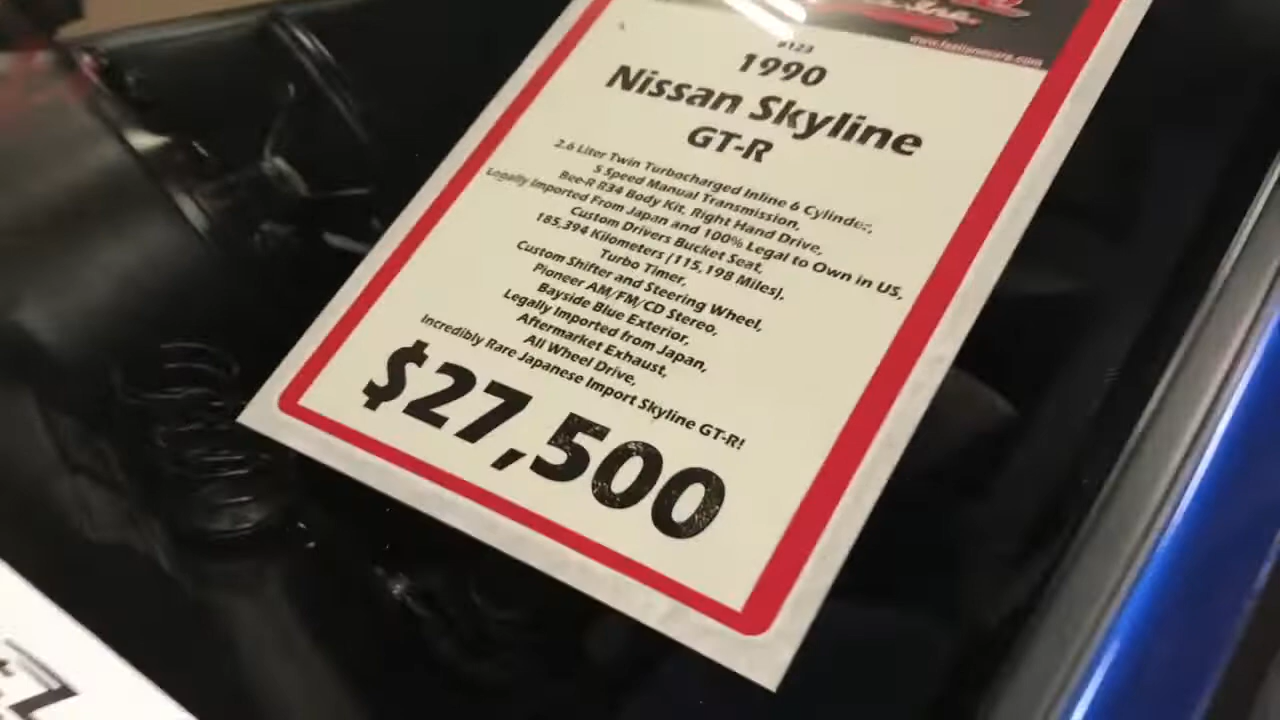 Inc.
www.fastlanecars.com
#123
1990
Nissan Skyline
GT-R
2.6 Liter Twin Turbocharged Inline 6 Cylinder,
5 Speed Manual Transmission,
Bee-R R34 Body Kit, Right Hand Drive,
Legally Imported From Japan and 100% Legal to Own in US,
Custom Drivers Bucket Seat,
185,394 Kilometers (115,198 Miles),
Turbo Timer,
Custom Shifter and Steering Wheel,
Pioneer AM/FM/CD Stereo,
Bayside Blue Exterior,
Legally Imported from Japan,
Aftermarket Exhaust,
All Wheel Drive,
Incredibly Rare Japanese Import Skyline GT-R!
$27,500